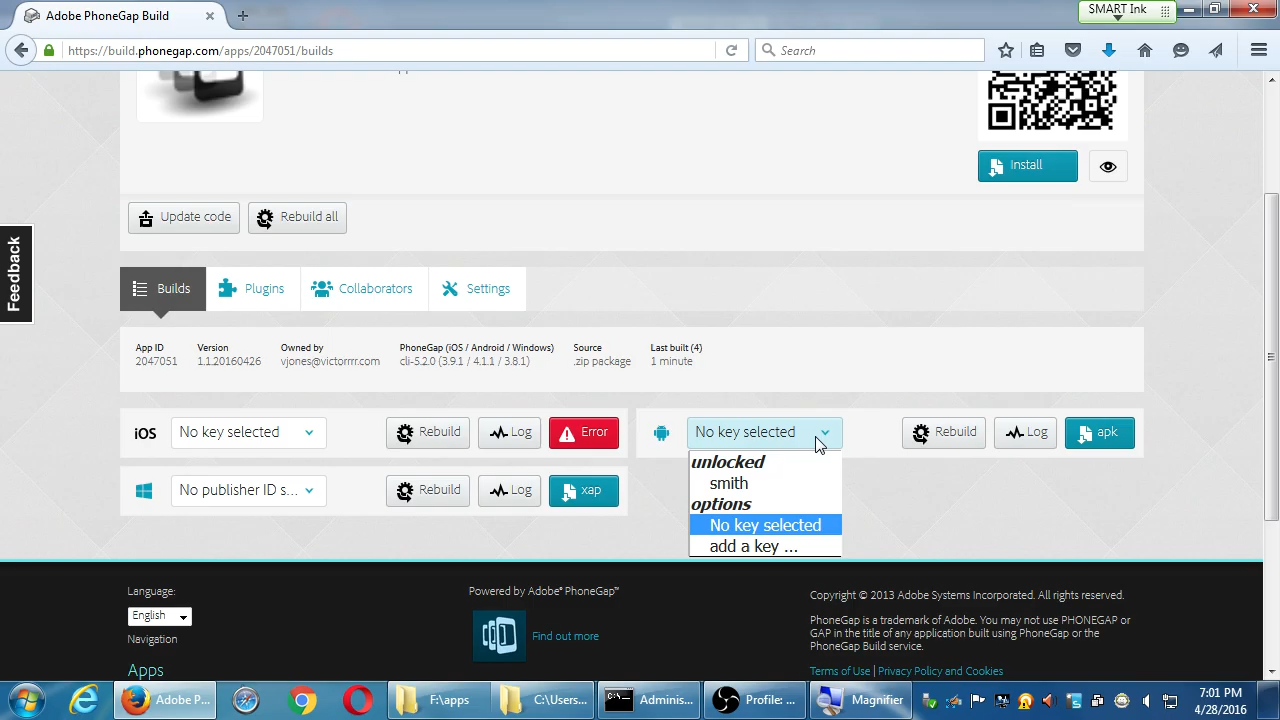 Adobe PhoneGap Build
SMART Ink
https://build.phonegap.com/apps/2047051/builds
Search
Install
Update code
Rebuild all
Feedback
Builds
Plugins
Collaborators
Settings
App ID
2047051
Version
1.1.20160426
Owned by
vjones@victorrrr.com
PhoneGap (iOS / Android / Windows)
cli-5.2.0 (3.9.1 / 4.1.1 / 3.8.1)
Source
.zip package
Last built (4)
1 minute
iOS
No key selected
Rebuild
Log
Error
No key selected
Rebuild
Log
apk
unlocked
smith
options
No key selected
add a key ...
No publisher ID s...
Rebuild
Log
xap
Language:
English
Navigation
Apps
Powered by Adobe® PhoneGap™
Find out more
Copyright © 2013 Adobe Systems Incorporated. All rights reserved.
PhoneGap is a trademark of Adobe. You may not use PHONEGAP or
GAP in the title of any application built using PhoneGap or the
PhoneGap Build service.
Terms of Use | Privacy Policy and Cookies
Adobe P...
F:\apps
C:\Users...
Adminis...
Profile: ...
Magnifier
7:01 PM
4/28/2016